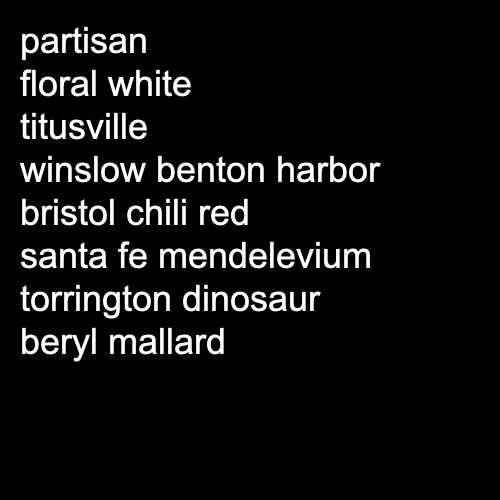 partisan
floral white
titusville
winslow benton harbor
bristol chili red
santa fe mendelevium
torrington dinosaur
beryl mallard